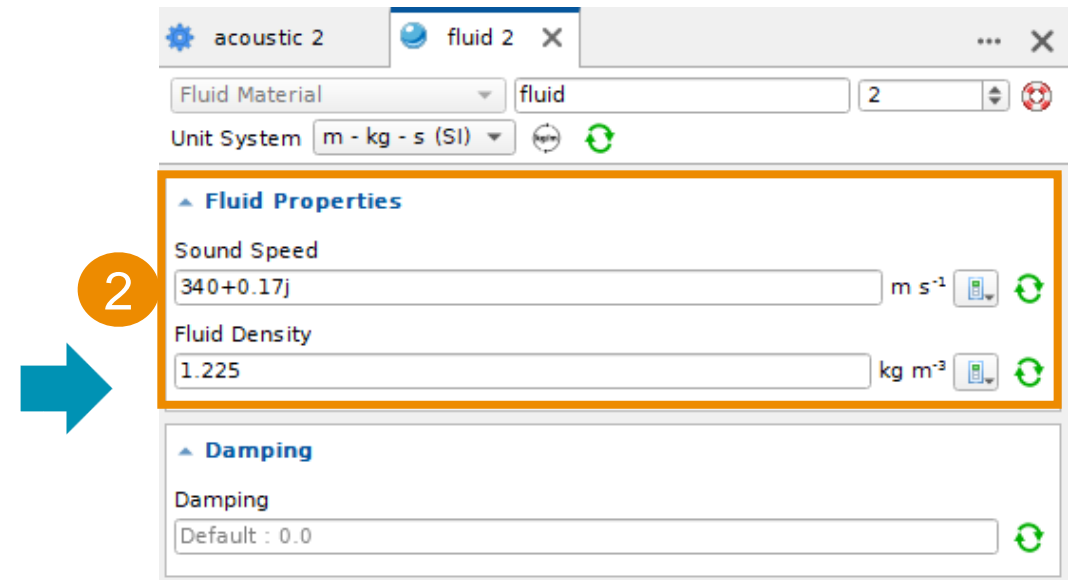 acoustic 2 fluid 2
Fluid Material fluid 2
Unit System m - kg - s (SI)
Fluid Properties
Sound Speed
340+0.17j m s⁻¹
2
Fluid Density
1.225 kg m⁻³
Damping
Damping
Default : 0.0